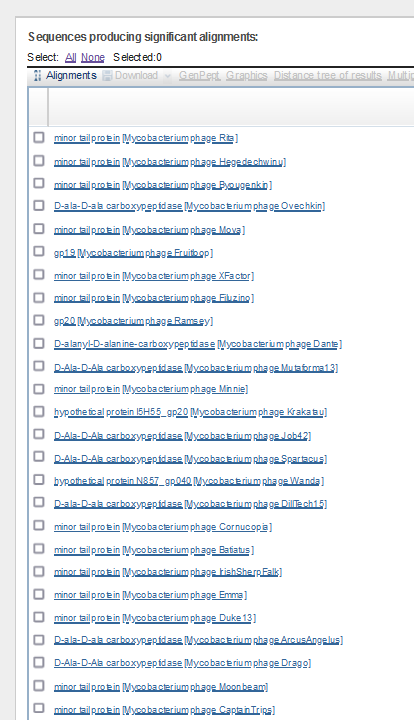 Sequences producing significant alignments:
Select: All None Selected:0
Alignments Download GenPept Graphics Distance tree of results
minor tail protein [Mycobacterium phage Rita]
minor tail protein [Mycobacterium phage Hegedechwinu]
minor tail protein [Mycobacterium phage Byougenkin]
D-ala-D-ala carboxypeptidase [Mycobacterium phage Ovechkin]
minor tail protein [Mycobacterium phage Mova]
gp19 [Mycobacterium phage Fruitloop]
minor tail protein [Mycobacterium phage XFactor]
minor tail protein [Mycobacterium phage Filuzino]
gp20 [Mycobacterium phage Ramsey]
D-alanyl-D-alanine-carboxypeptidase [Mycobacterium phage Dante]
D-Ala-D-Ala carboxypeptidase [Mycobacterium phage Mutaforma13]
minor tail protein [Mycobacterium phage Minnie]
hypothetical protein I5H55_gp20 [Mycobacterium phage Krakatau]
D-Ala-D-Ala carboxypeptidase [Mycobacterium phage Job42]
D-Ala-D-Ala carboxypeptidase [Mycobacterium phage Spartacus]
hypothetical protein N857_gp040 [Mycobacterium phage Wanda]
D-ala-D-ala carboxypeptidase [Mycobacterium phage DillTech15]
minor tail protein [Mycobacterium phage Cornucopia]
minor tail protein [Mycobacterium phage Batiatus]
minor tail protein [Mycobacterium phage IrishSherpFalk]
minor tail protein [Mycobacterium phage Emma]
minor tail protein [Mycobacterium phage Duke13]
D-ala-D-ala carboxypeptidase [Mycobacterium phage ArcusAngelus]
D-Ala-D-Ala carboxypeptidase [Mycobacterium phage Drago]
minor tail protein [Mycobacterium phage Moonbeam]
minor tail protein [Mycobacterium phage CaptainTrips]